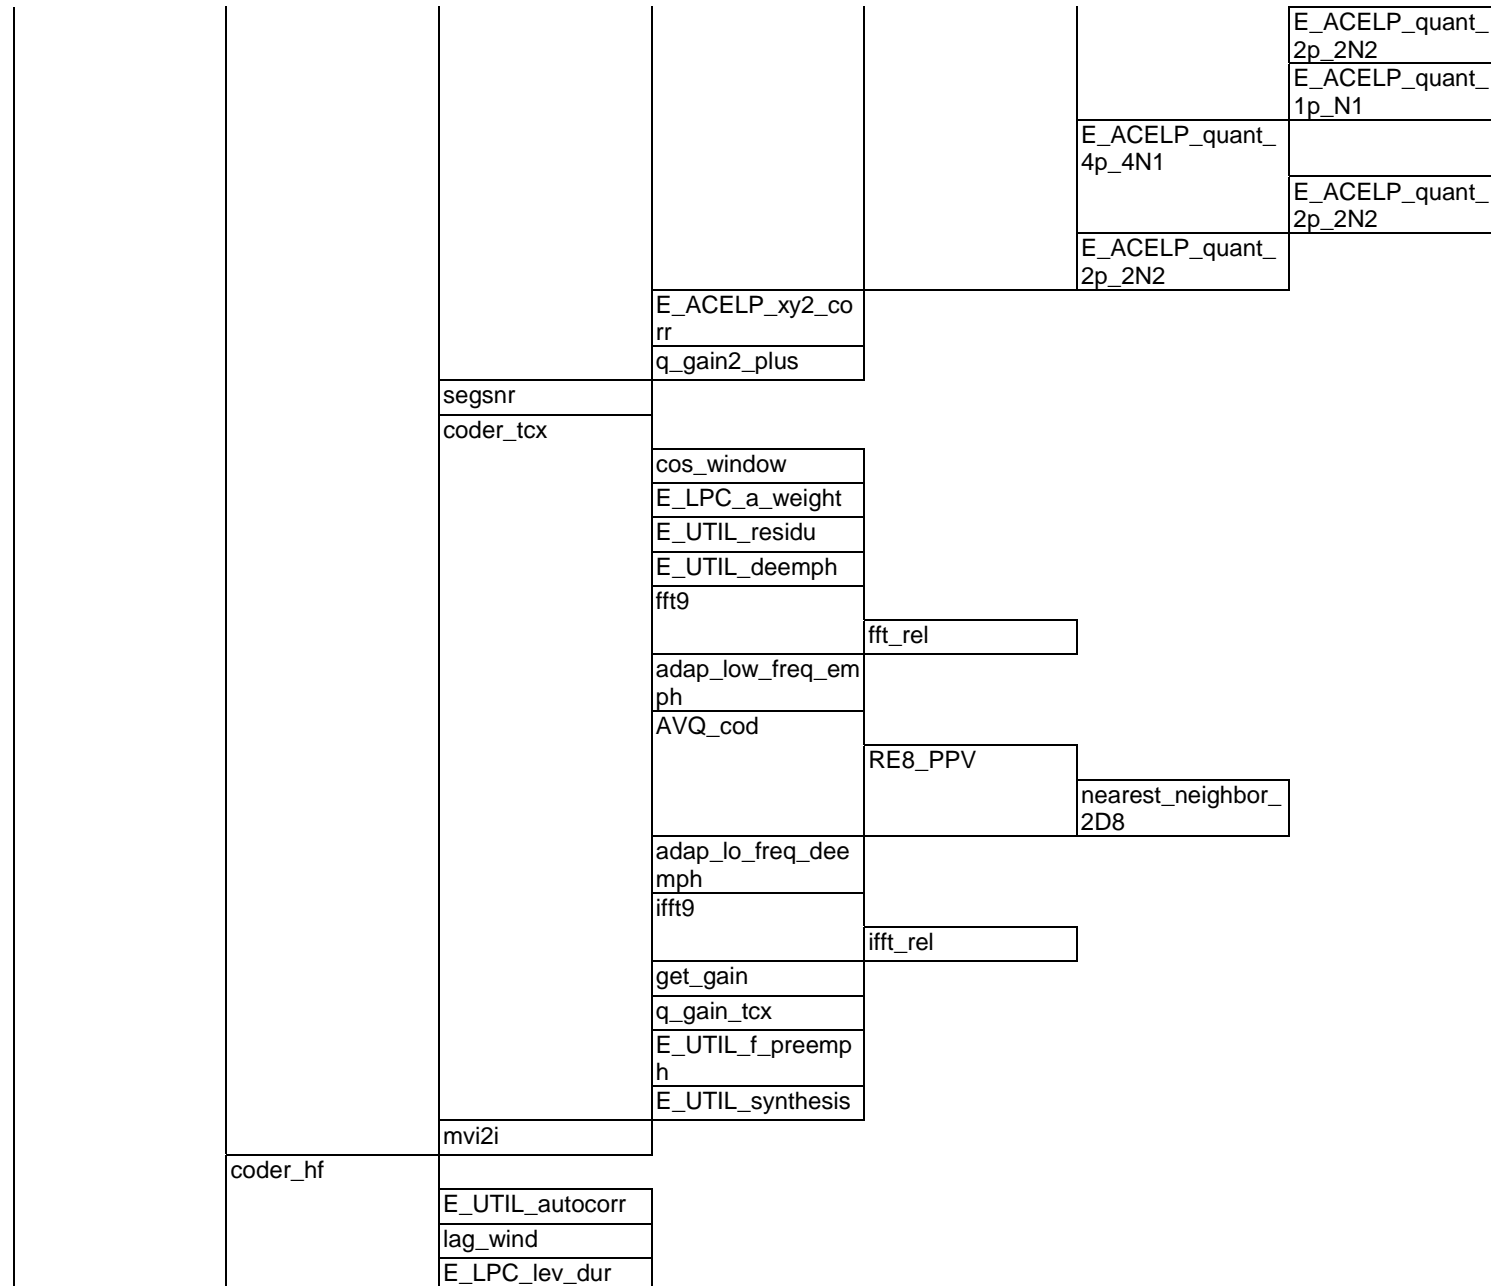 E_ACELP_quant_
2p_2N2
E_ACELP_quant_
1p_N1
E_ACELP_quant_
4p_4N1
E_ACELP_quant_
2p_2N2
E_ACELP_quant_
2p_2N2
E_ACELP_xy2_co
rr
q_gain2_plus
segsnr
coder_tcx
cos_window
E_LPC_a_weight
E_UTIL_residu
E_UTIL_deemph
fft9
fft_rel
adap_low_freq_em
ph
AVQ_cod
RE8_PPV
nearest_neighbor_
2D8
adap_lo_freq_dee
mph
ifft9
ifft_rel
get_gain
q_gain_tcx
E_UTIL_f_preemp
h
E_UTIL_synthesis
mvi2i
coder_hf
E_UTIL_autocorr
lag_wind
E_LPC_lev_dur